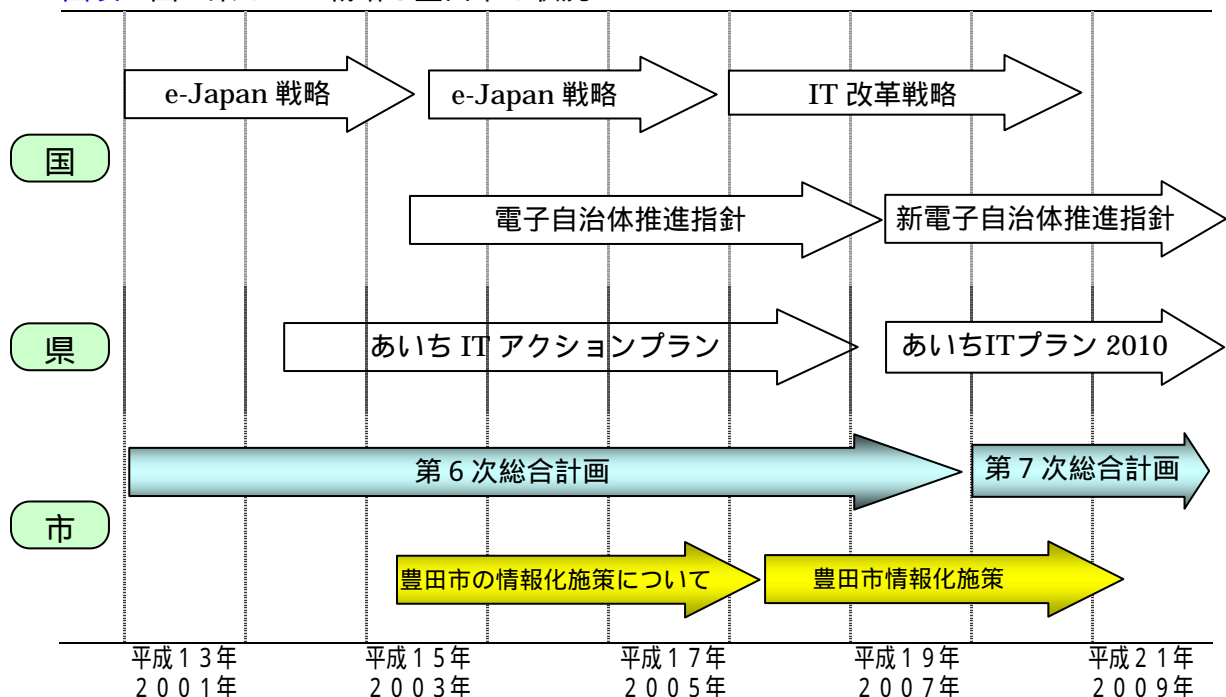 e-Japan 戦略
e-Japan 戦略
IT 改革戦略
国
電子自治体推進指針
新電子自治体推進指針
県
あいち IT アクションプラン
あいちITプラン 2010
第6次総合計画
第7次総合計画
市
豊田市の情報化施策について
豊田市情報化施策
平成13年 平成15年 平成17年 平成19年 平成21年
2001年 2003年 2005年 2007年 2009年